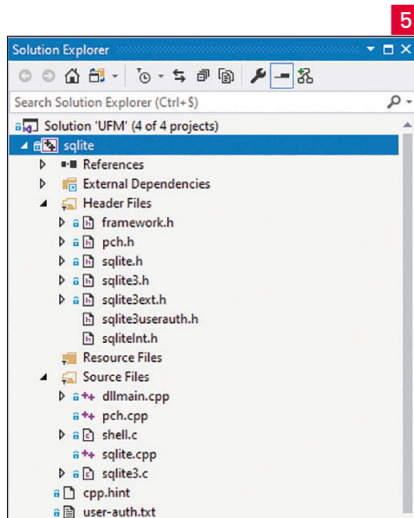 5
Solution Explorer
Search Solution Explorer (Ctrl+$)
Solution 'UFM' (4 of 4 projects)
sqlite
References
External Dependencies
Header Files
framework.h
pch.h
sqlite.h
sqlite3.h
sqlite3ext.h
sqlite3userauth.h
sqliteInt.h
Resource Files
Source Files
dllmain.cpp
pch.cpp
shell.c
sqlite.cpp
sqlite3.c
cpp.hint
user-auth.txt